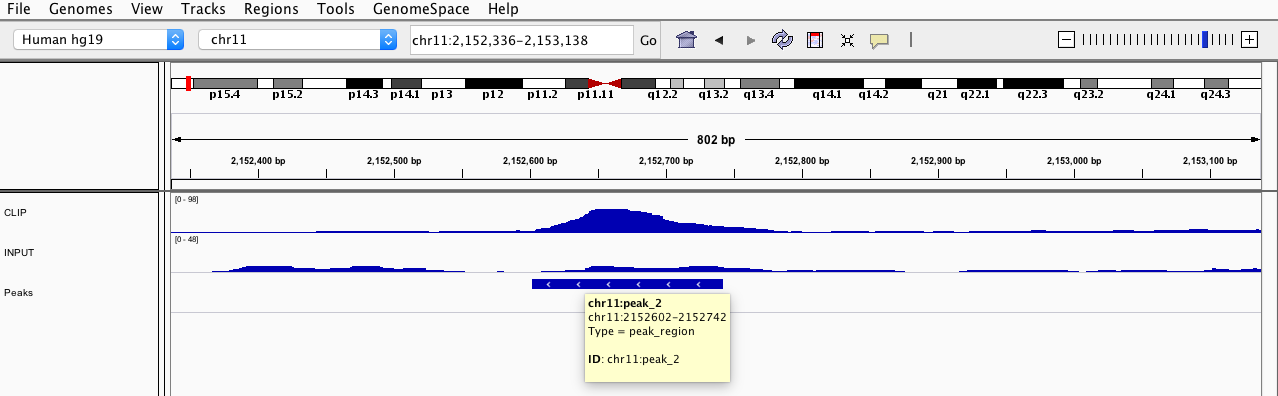 File Genomes View Tracks Regions Tools GenomeSpace Help
Human hg19 chr11 chr11:2,152,336-2,153,138 Go
p15.4 p15.2 p14.3 p14.1 p13 p12 p11.2 p11.11 q12.2 q13.2 q13.4 q14.1 q14.2 q21 q22.1 q22.3 q23.2 q24.1 q24.3
802 bp
2,152,400 bp 2,152,500 bp 2,152,600 bp 2,152,700 bp 2,152,800 bp 2,152,900 bp 2,153,000 bp 2,153,100 bp
[0 - 98]
CLIP
[0 - 48]
INPUT
Peaks
chr11:peak_2
chr11:2152602-2152742
Type = peak_region
ID: chr11:peak_2